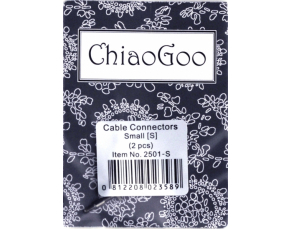 ChiaoGoo
Cable Connectors
Small [S]
(2 pcs)
Item No. 2501-S
0 812208 023589